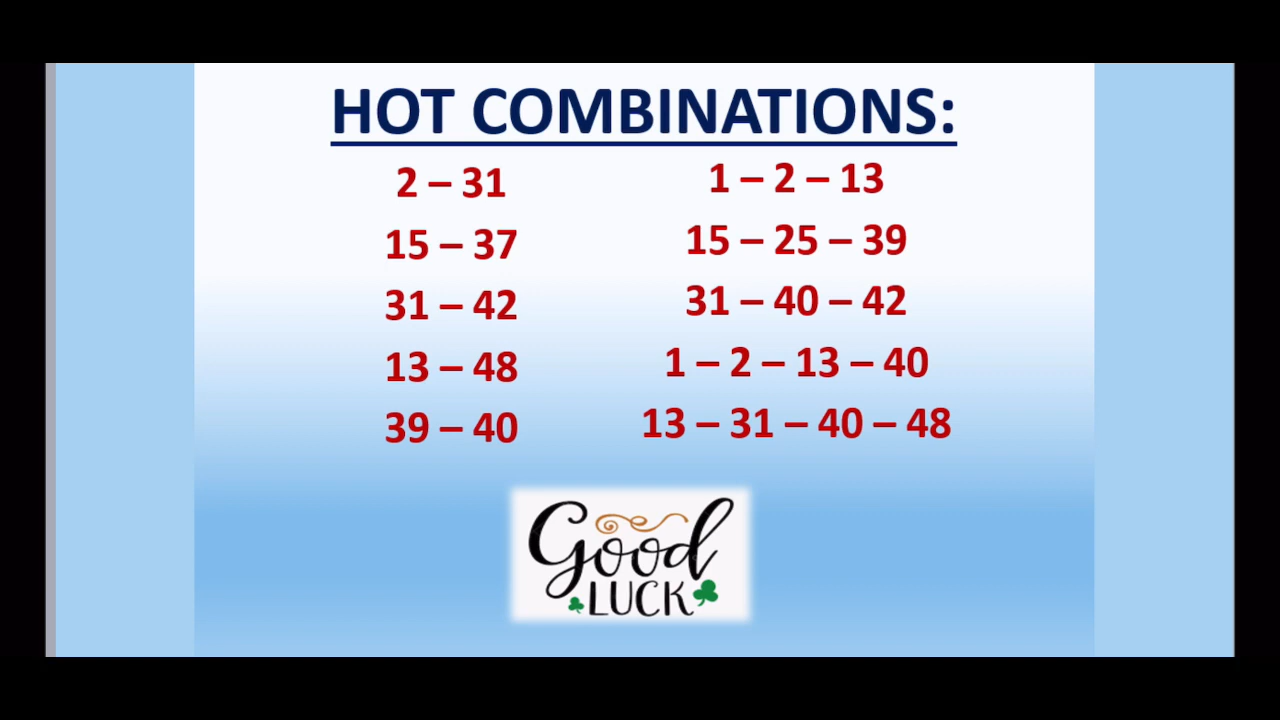 HOT COMBINATIONS:
2 – 31
15 – 37
31 – 42
13 – 48
39 – 40
1 – 2 – 13
15 – 25 – 39
31 – 40 – 42
1 – 2 – 13 – 40
13 – 31 – 40 – 48
Good
LUCK